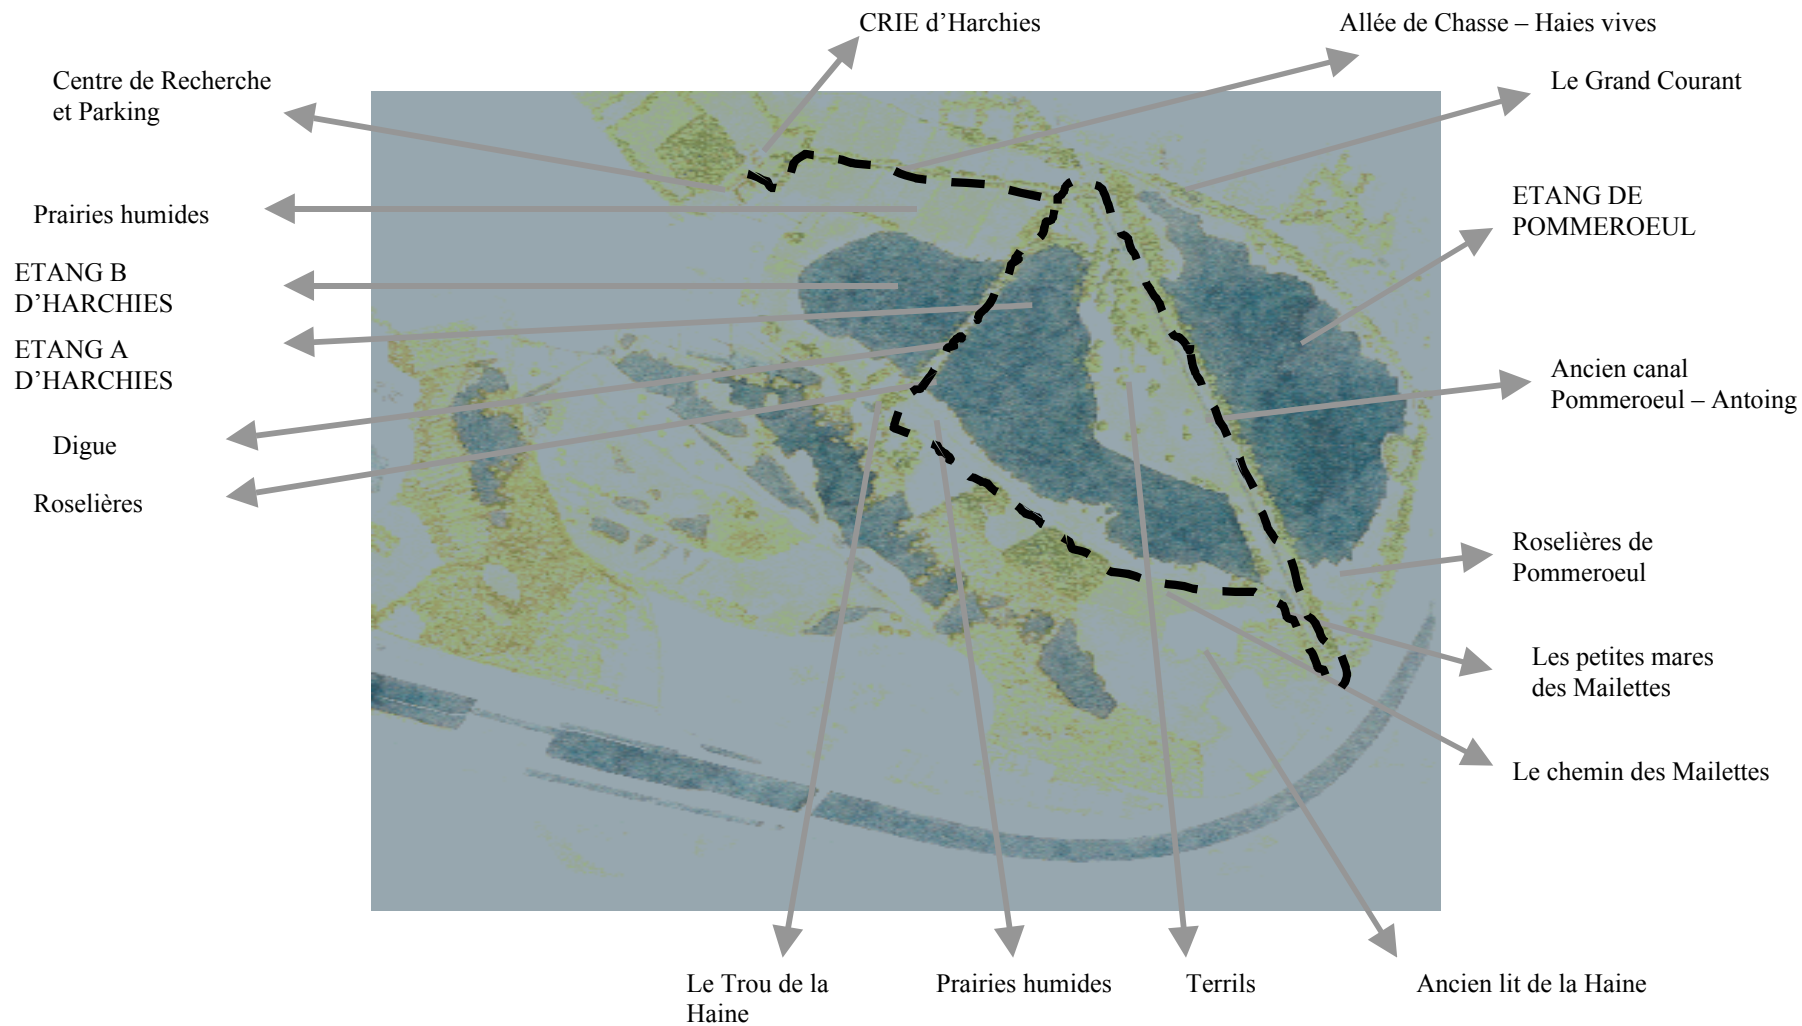 CRIE d’Harchies
Allée de Chasse – Haies vives
Centre de Recherche
et Parking
Le Grand Courant
Prairies humides
ETANG DE
POMMEROEUL
ETANG B
D’HARCHIES
ETANG A
D’HARCHIES
Ancien canal
Pommeroeul – Antoing
Digue
Roselières
Roselières de
Pommeroeul
Les petites mares
des Mailettes
Le chemin des Mailettes
Le Trou de la
Haine
Prairies humides
Terrils
Ancien lit de la Haine